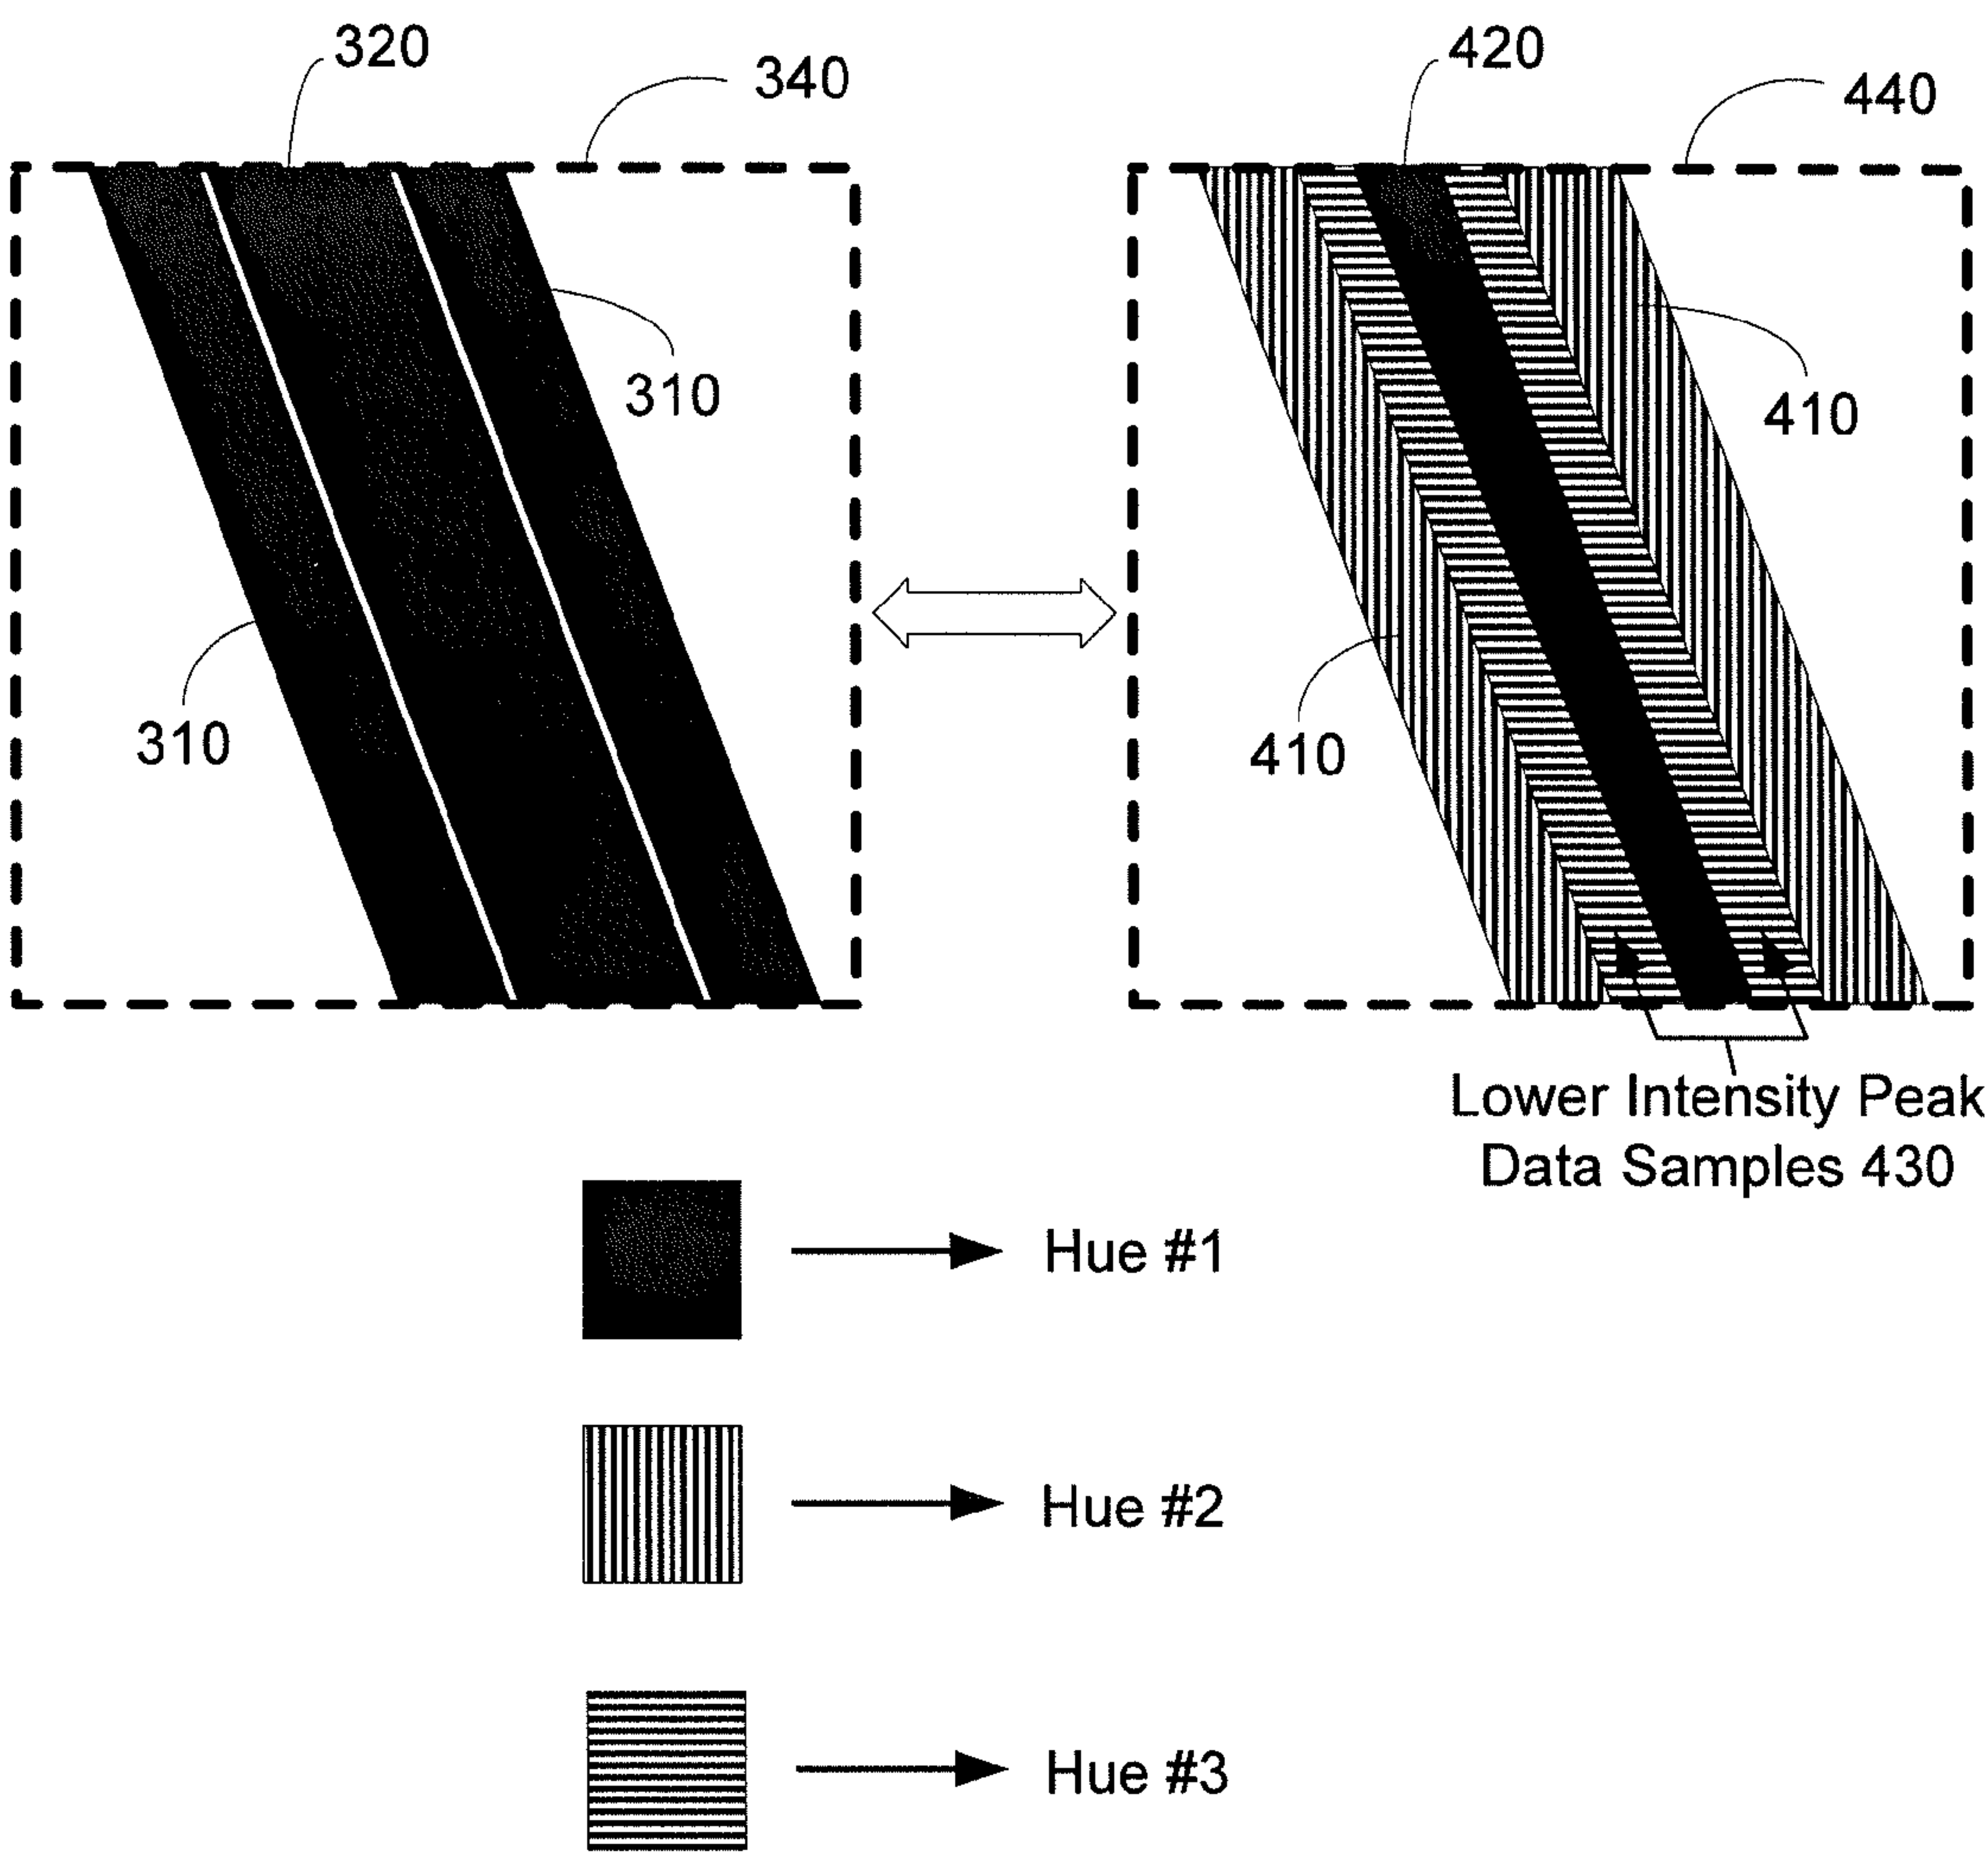 320
340
420
440
310
410
310
410
Lower Intensity Peak
Data Samples 430
Hue #1
Hue #2
Hue #3